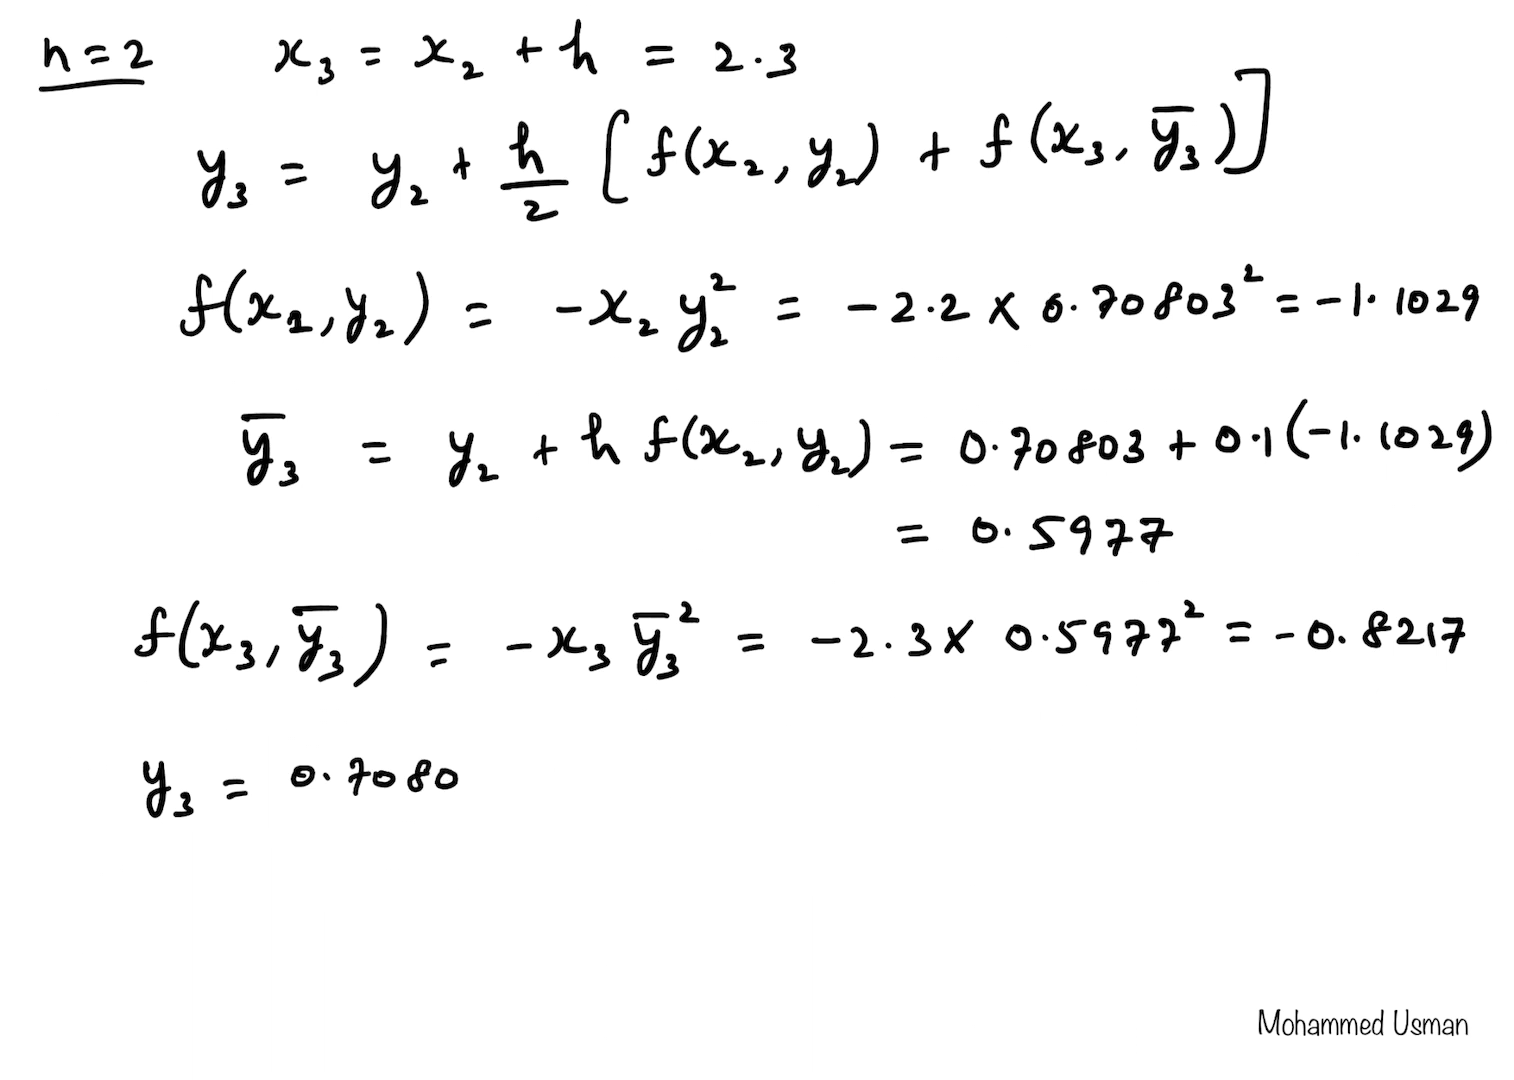 n = 2 x₃ = x₂ + h = 2.3
y₃ = y₂ + h/2 [ f(x₂, y₂) + f(x₃, ȳ₃) ]
f(x₂, y₂) = -x₂ y₂² = -2.2 × 0.70803² = -1.1029
ȳ₃ = y₂ + h f(x₂, y₂) = 0.70803 + 0.1(-1.1029)
= 0.5977
f(x₃, ȳ₃) = -x₃ ȳ₃² = -2.3 × 0.5977² = -0.8217
y₃ = 0.7080
Mohammed Usman